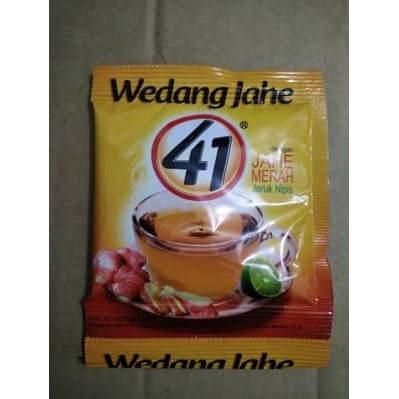 Wedang Jahe
41
®
dengan
JAHE
MERAH
Jeruk Nipis
Wedang Jahe